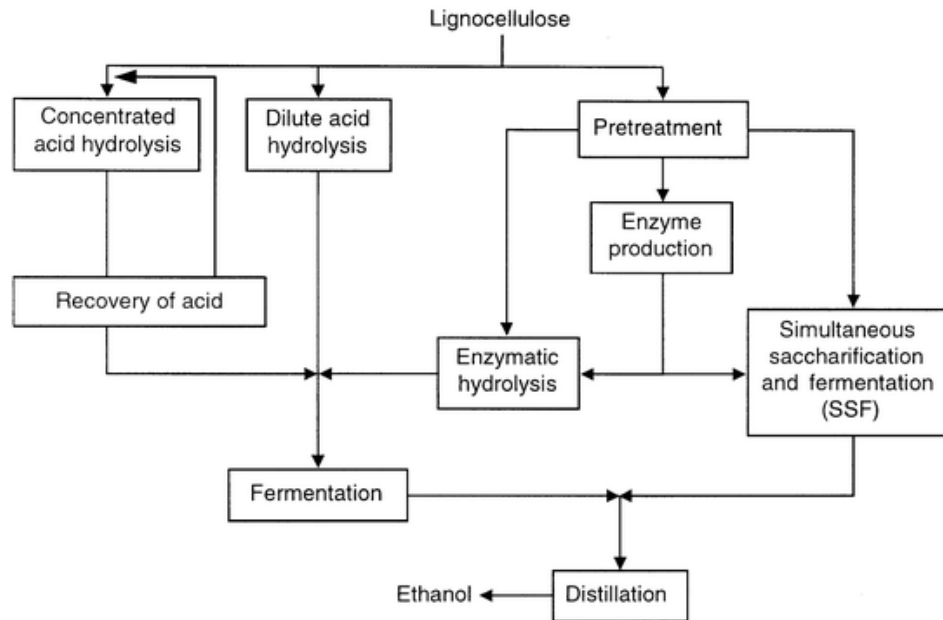 Lignocellulose
Concentrated
acid hydrolysis
Dilute acid
hydrolysis
Pretreatment
Enzyme
production
Recovery of acid
Enzymatic
hydrolysis
Simultaneous
saccharification
and fermentation
(SSF)
Fermentation
Ethanol
Distillation